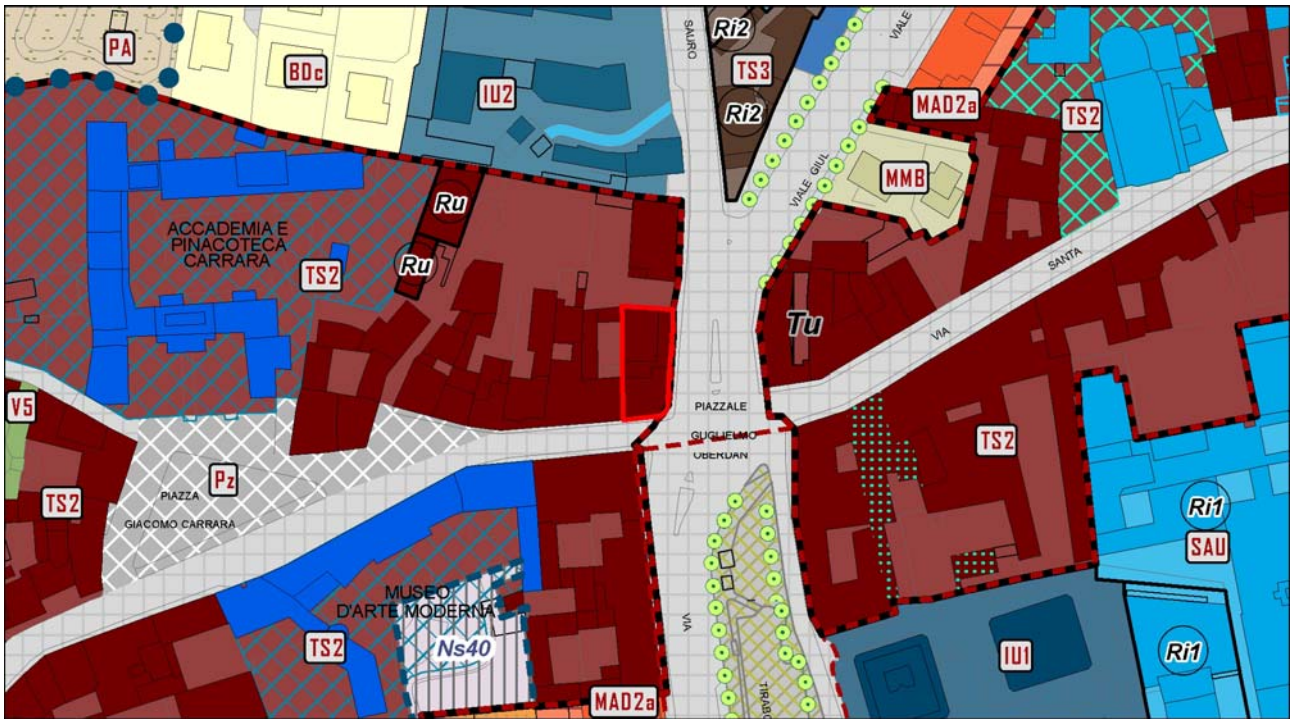 SAURO
VIALE
Ri2
PA
TS3
BDc
IU2
MAD2a
TS2
Ri2
MMB
VIALE GIUL
Ru
ACCADEMIA E
PINACOTECA
CARRARA
SANTA
TS2
Ru
Tu
VIA
V5
PIAZZALE
GUGLIELMO
OBERDAN
TS2
Pz
PIAZZA
TS2
GIACOMO CARRARA
Ri1
SAU
MUSEO
D'ARTE MODERNA
VIA
TS2
Ns40
IU1
Ri1
MAD2a
TIRABO